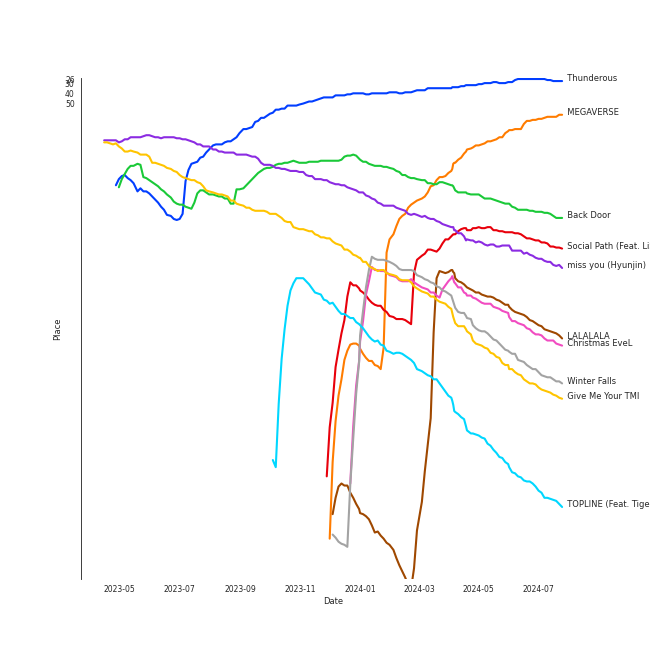 Thunderous
30
40
50
MEGAVERSE
Back Door
Social Path (Feat. Li
miss you (Hyunjin)
LALALALA
Christmas EveL
Winter Falls
Give Me Your TMI
TOPLINE (Feat. Tige
Place
2023-05 2023-07 2023-09 2023-11 2024-01 2024-03 2024-05 2024-07
Date